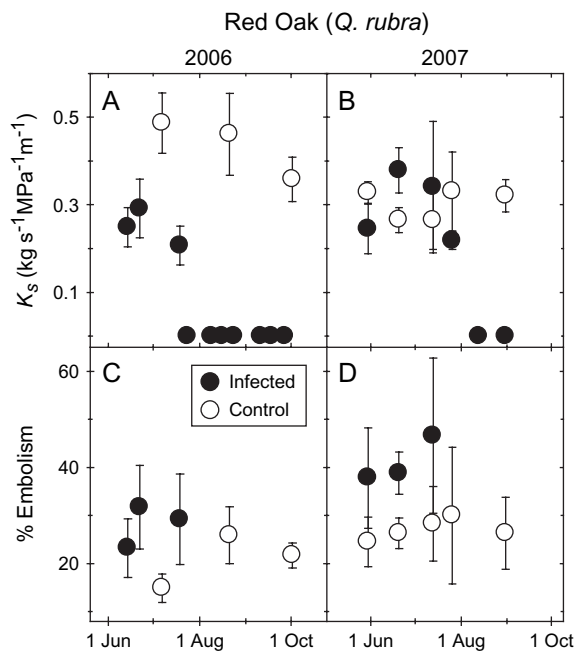 Red Oak (Q. rubra)
2006 2007
A B
0.5
0.3
0.1
Kₛ (kg s⁻¹MPa⁻¹m⁻¹)
C D
Infected
Control
60
40
20
% Embolism
1 Jun 1 Aug 1 Oct 1 Jun 1 Aug 1 Oct